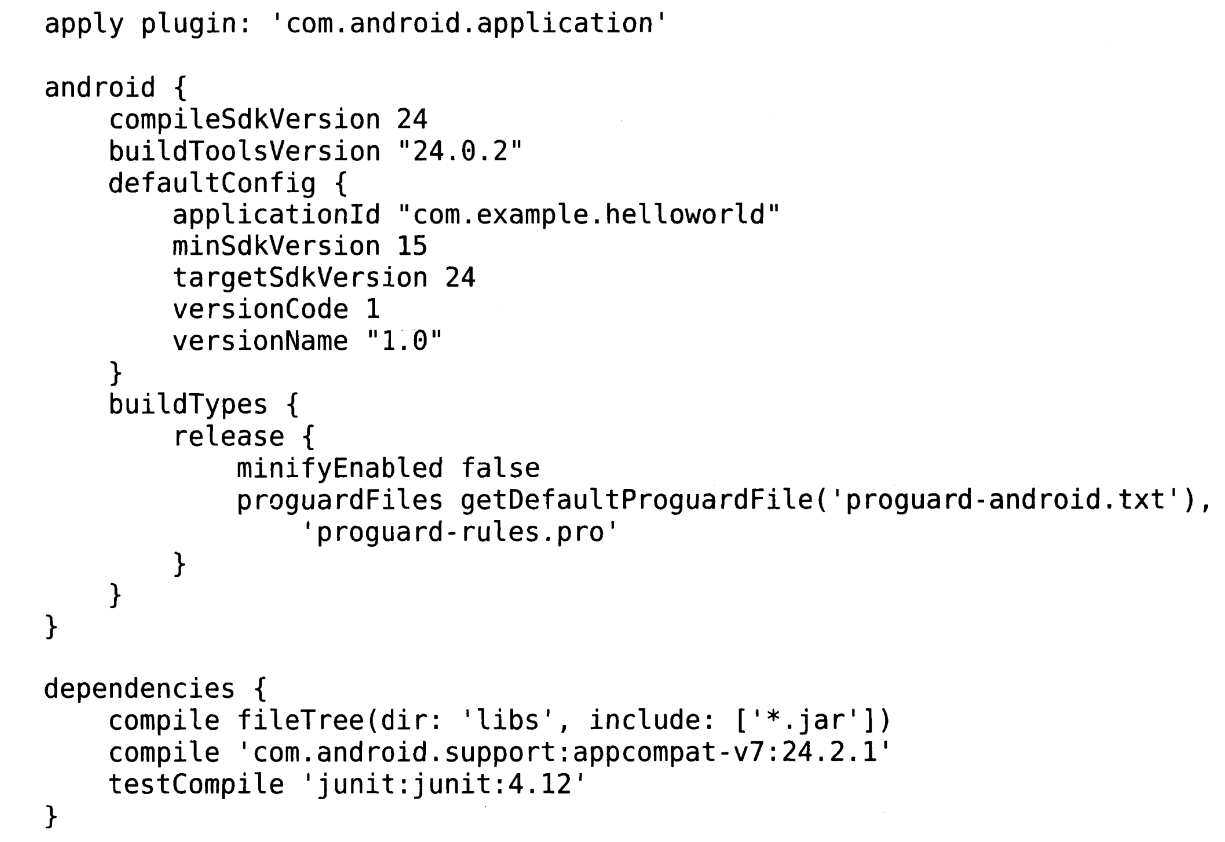 apply plugin: 'com.android.application'

android {
    compileSdkVersion 24
    buildToolsVersion "24.0.2"
    defaultConfig {
        applicationId "com.example.helloworld"
        minSdkVersion 15
        targetSdkVersion 24
        versionCode 1
        versionName "1.0"
    }
    buildTypes {
        release {
            minifyEnabled false
            proguardFiles getDefaultProguardFile('proguard-android.txt'),
                'proguard-rules.pro'
        }
    }
}

dependencies {
    compile fileTree(dir: 'libs', include: ['*.jar'])
    compile 'com.android.support:appcompat-v7:24.2.1'
    testCompile 'junit:junit:4.12'
}